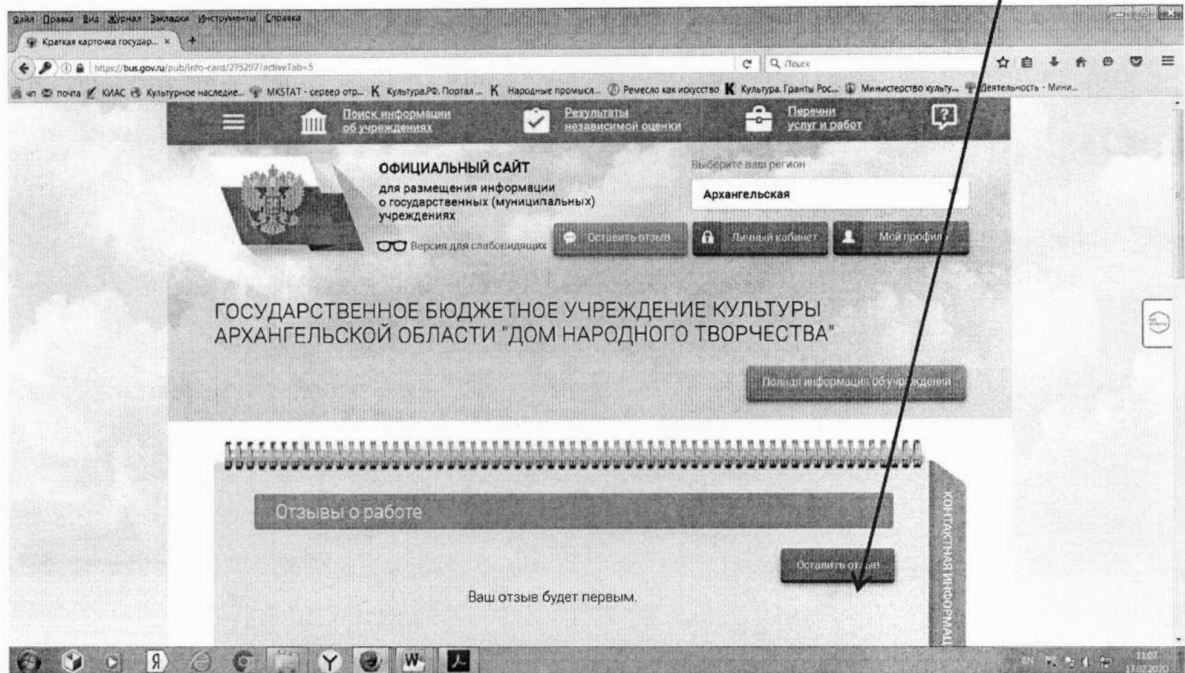 Файл Правка Вид Журнал Закладки Инструменты Справка
Краткая карточка государ... × +
https://bus.gov.ru/pub/info-card/275297?activeTab=5
Поиск
чп почта КИАС Культурное наследие... MKSTAT - сервер отр... Культура.РФ. Портал ... Народные промысл... Ремесло как искусство Культура. Гранты Рос... Министерство культу... Деятельность - Мини...
Поиск информации
об учреждениях
Результаты
независимой оценки
Перечни
услуг и работ
ОФИЦИАЛЬНЫЙ САЙТ
для размещения информации
о государственных (муниципальных)
учреждениях
Версия для слабовидящих
Выберите ваш регион
Архангельская
Оставить отзыв
Личный кабинет
Мой профиль
ГОСУДАРСТВЕННОЕ БЮДЖЕТНОЕ УЧРЕЖДЕНИЕ КУЛЬТУРЫ
АРХАНГЕЛЬСКОЙ ОБЛАСТИ "ДОМ НАРОДНОГО ТВОРЧЕСТВА"
Полная информация об учреждении
Отзывы о работе
Оставить отзыв
Ваш отзыв будет первым.
КОНТАКТНАЯ ИНФОРМАЦ
EN
11:02
17.02.2020